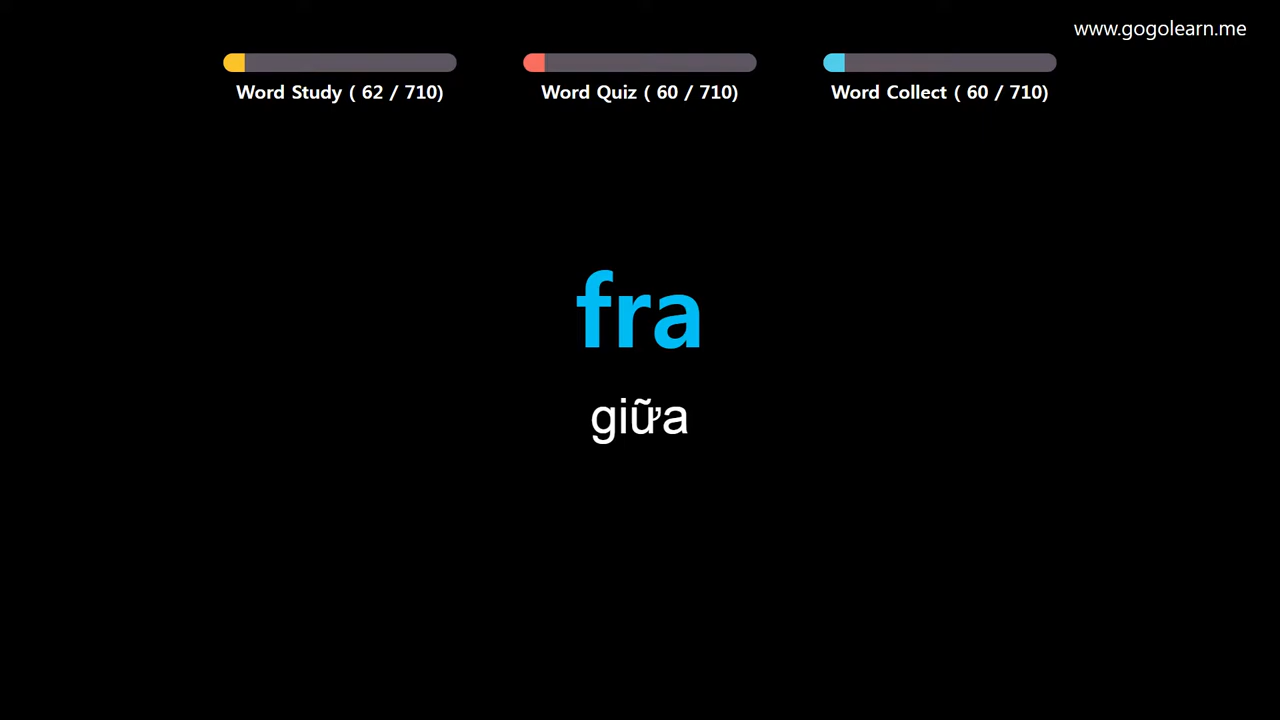 www.gogolearn.me
Word Study ( 62 / 710)
Word Quiz ( 60 / 710)
Word Collect ( 60 / 710)
fra
giữa